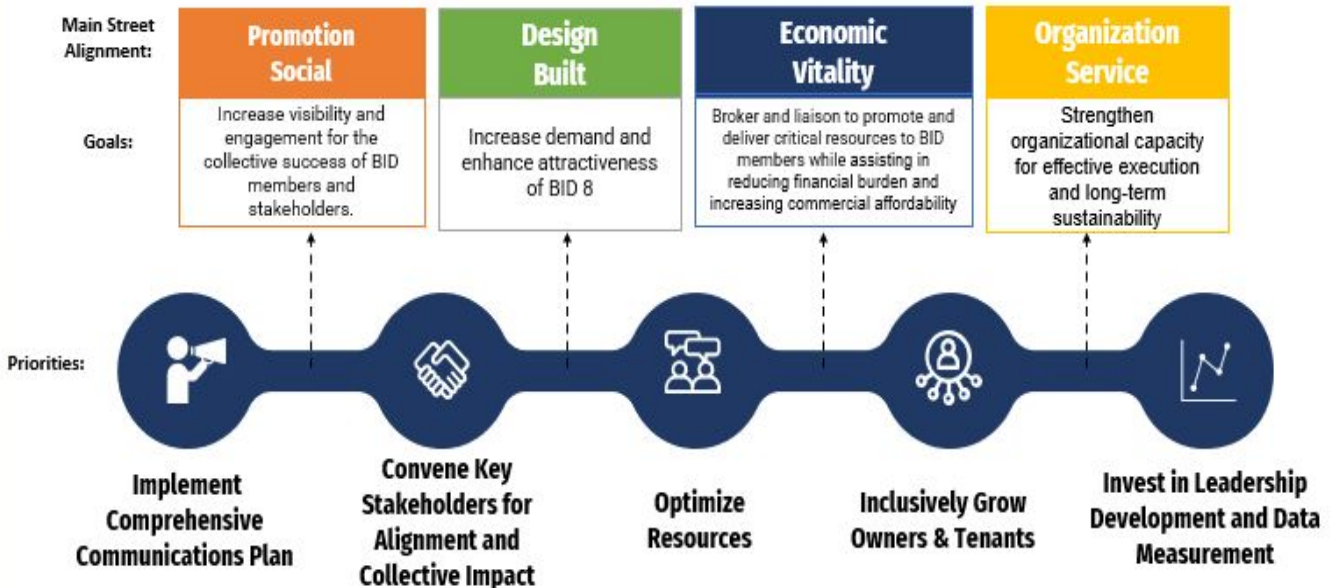 Main Street
Alignment:
Promotion
Social
Design
Built
Economic
Vitality
Organization
Service
Goals:
Increase visibility and
engagement for the
collective success of BID
members and
stakeholders.
Increase demand and
enhance attractiveness
of BID 8
Broker and liaison to promote and
deliver critical resources to BID
members while assisting in
reducing financial burden and
increasing commercial affordability
Strengthen
organizational capacity
for effective execution
and long-term
sustainability
Priorities:
Implement
Comprehensive
Communications Plan
Convene Key
Stakeholders for
Alignment and
Collective Impact
Optimize
Resources
Inclusively Grow
Owners & Tenants
Invest in Leadership
Development and Data
Measurement